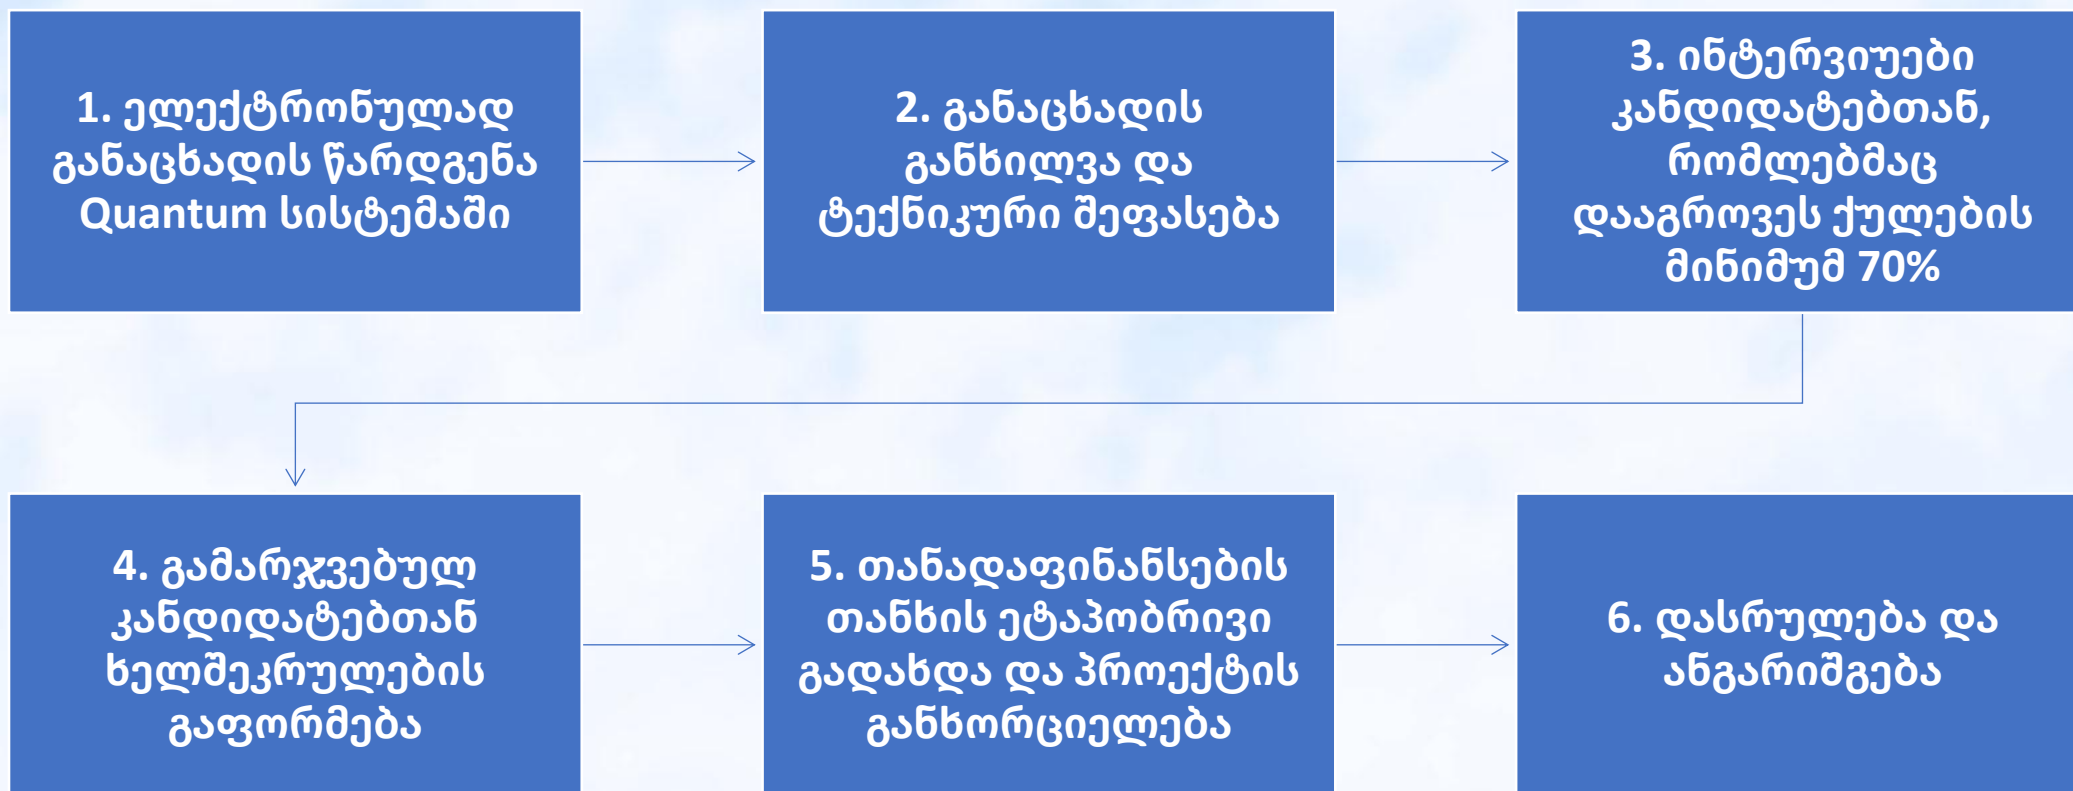 1. ელექტრონულად
განაცხადის წარდგენა
Quantum სისტემაში
2. განაცხადის
განხილვა და
ტექნიკური შეფასება
3. ინტერვიუები
კანდიდატებთან,
რომლებმაც
დააგროვეს ქულების
მინიმუმ 70%
4. გამარჯვებულ
კანდიდატებთან
ხელშეკრულების
გაფორმება
5. თანადაფინანსების
თანხის ეტაპობრივი
გადახდა და პროექტის
განხორციელება
6. დასრულება და
ანგარიშგება